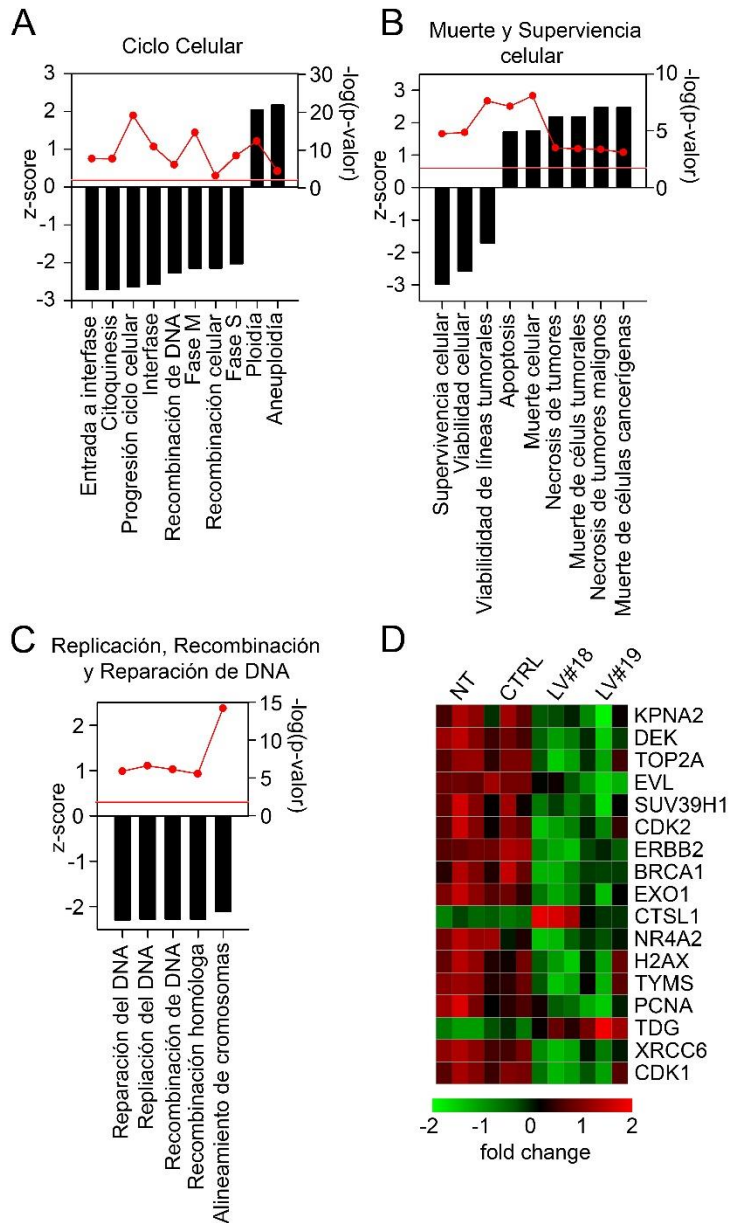 A
Ciclo Celular
3
2
1
0
-1
-2
-3
z-score
30
20
10
0
-log(p-valor)
Entrada a interfase
Citoquinesis
Progresión ciclo celular
Interfase
Recombinación de DNA
Fase M
Recombinación celular
Fase S
Ploidía
Aneuploidía
B
Muerte y Superviencia
celular
3
2
1
0
-1
-2
-3
z-score
10
5
0
-log(p-valor)
Supervivencia celular
Viabilidad celular
Viabilididad de líneas tumorales
Apoptosis
Muerte celular
Necrosis de tumores
Muerte de céluls tumorales
Necrosis de tumores malignos
Muerte de células cancerígenas
C
Replicación, Recombinación
y Reparación de DNA
2
1
0
-1
-2
z-score
15
10
5
0
-log(p-valor)
Reparación del DNA
Repliación del DNA
Recombinación de DNA
Recombinación homóloga
Alineamiento de cromosomas
D
NT
CTRL
LV#18
LV#19
KPNA2
DEK
TOP2A
EVL
SUV39H1
CDK2
ERBB2
BRCA1
EXO1
CTSL1
NR4A2
H2AX
TYMS
PCNA
TDG
XRCC6
CDK1
-2 -1 0 1 2
fold change